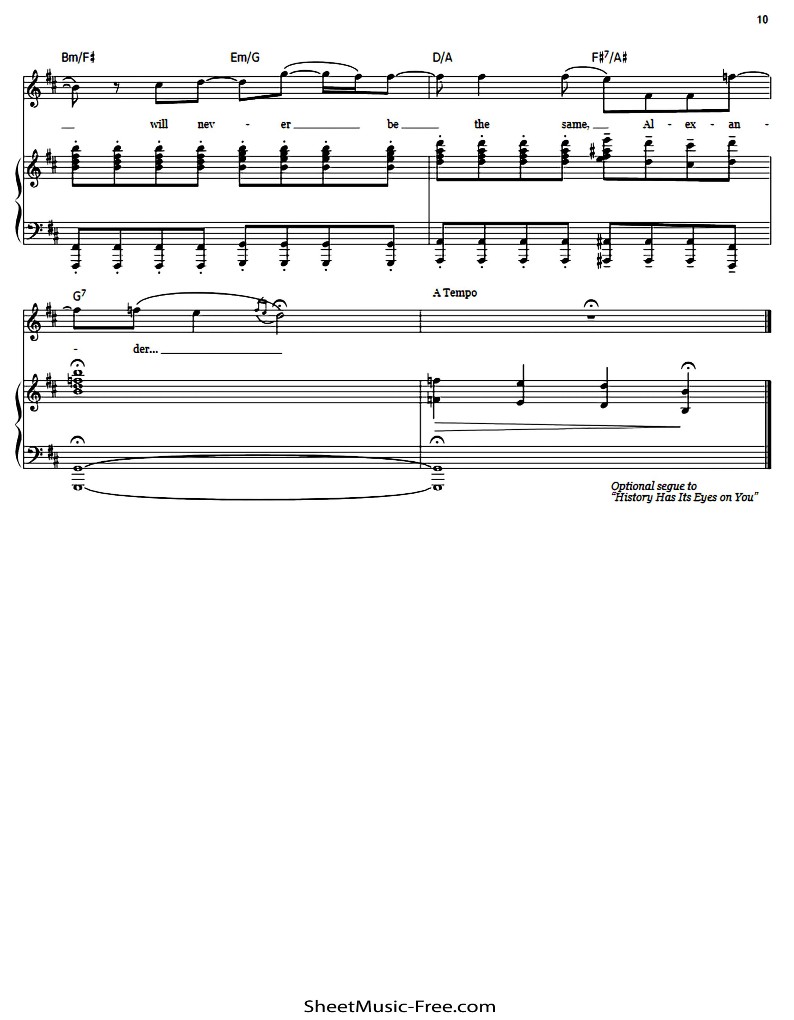 10
Bm/F♯ Em/G D/A F♯7/A♯
will nev - er be the same, Al - ex - an -
G7 A Tempo
- der...
Optional segue to
“History Has Its Eyes on You”
SheetMusic-Free.com